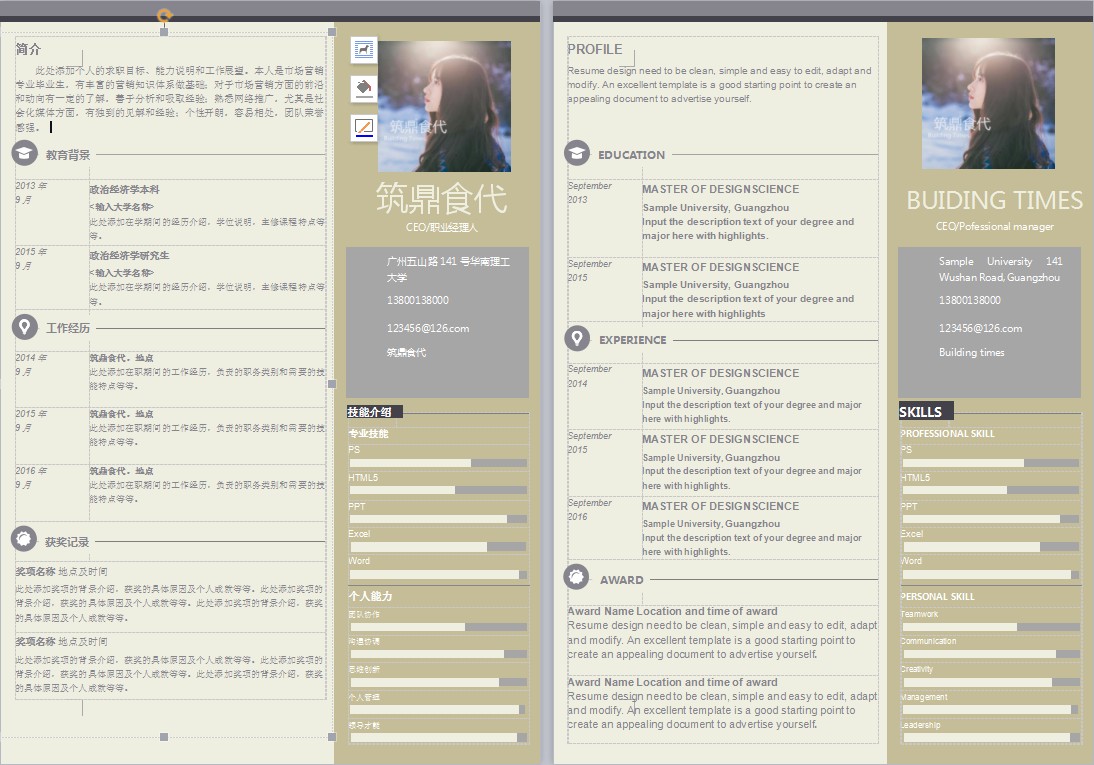 简介
此处添加个人的求职目标、能力说明和工作展望。本人是市场营销
专业毕业生，有丰富的营销知识体系做基础；对于市场营销方面的前沿
和动向有一定的了解，善于分析和吸取经验；熟悉网络推广，尤其是社
会化媒体方面，有独到的见解和经验；个性开朗，容易相处，团队荣誉
感强。
教育背景
2013 年
9 月
政治经济学本科
<输入大学名称>
此处添加在学期间的经历介绍，学位说明，主修课程特点等
等。
2015 年
9 月
政治经济学研究生
<输入大学名称>
此处添加在学期间的经历介绍，学位说明，主修课程特点等
等。
工作经历
2014 年
9 月
筑鼎食代。地点
此处添加在职期间的工作经历，负责的职务类别和需要的技
能特点等等。
2015 年
9 月
筑鼎食代。地点
此处添加在职期间的工作经历，负责的职务类别和需要的技
能特点等等。
2016 年
9 月
筑鼎食代。地点
此处添加在职期间的工作经历，负责的职务类别和需要的技
能特点等等。
获奖记录
奖项名称 地点及时间
此处添加奖项的背景介绍，获奖的具体原因及个人成就等等。此处添加奖项的
背景介绍，获奖的具体原因及个人成就等等。此处添加奖项的背景介绍，获奖
的具体原因及个人成就等等。
奖项名称 地点及时间
此处添加奖项的背景介绍，获奖的具体原因及个人成就等等。此处添加奖项的
背景介绍，获奖的具体原因及个人成就等等。此处添加奖项的背景介绍，获奖
的具体原因及个人成就等等。
筑鼎食代
筑鼎食代
CEO/职业经理人
广州五山路 141 号华南理工
大学
13800138000
123456@126.com
筑鼎食代
技能介绍
专业技能
PS
HTML5
PPT
Excel
Word
个人能力
团队协作
沟通协调
思维创新
个人管理
领导才能
PROFILE
Resume design need to be clean, simple and easy to edit, adapt and
modify. An excellent template is a good starting point to create an
appealing document to advertise yourself.
EDUCATION
September
2013
MASTER OF DESIGNSCIENCE
Sample University, Guangzhou
Input the description text of your degree and
major here with highlights.
September
2015
MASTER OF DESIGNSCIENCE
Sample University, Guangzhou
Input the description text of your degree and
major here with highlights
EXPERIENCE
September
2014
MASTER OF DESIGNSCIENCE
Sample University, Guangzhou
Input the description text of your degree and major
here with highlights.
September
2015
MASTER OF DESIGNSCIENCE
Sample University, Guangzhou
Input the description text of your degree and major
here with highlights.
September
2016
MASTER OF DESIGNSCIENCE
Sample University, Guangzhou
Input the description text of your degree and major
here with highlights.
AWARD
Award Name Location and time of award
Resume design need to be clean, simple and easy to edit, adapt
and modify. An excellent template is a good starting point to
create an appealing document to advertise yourself.
Award Name Location and time of award
Resume design need to be clean, simple and easy to edit, adapt
and modify. An excellent template is a good starting point to
create an appealing document to advertise yourself.
筑鼎食代
BUIDING TIMES
CEO/Pofessional manager
Sample University 141
Wushan Road, Guangzhou
13800138000
123456@126.com
Building times
SKILLS
PROFESSIONAL SKILL
PS
HTML5
PPT
Excel
Word
PERSONAL SKILL
Teamwork
Communication
Creativity
Management
Leadership